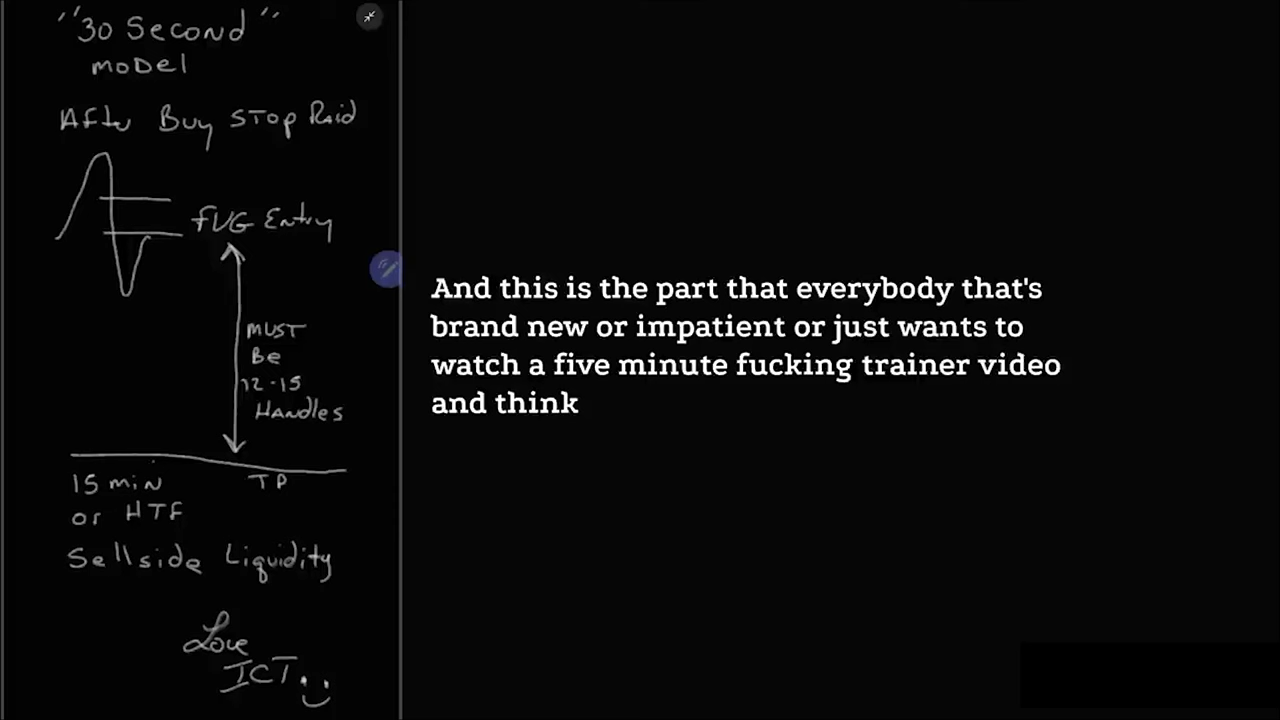 "30 Second"
model
After Buy STop Raid
FVG Entry
MUST
Be
12-15
HANdles
15 min
TP
or HTF
Sellside Liquidity
Love
ICT
And this is the part that everybody that's
brand new or impatient or just wants to
watch a five minute fucking trainer video
and think